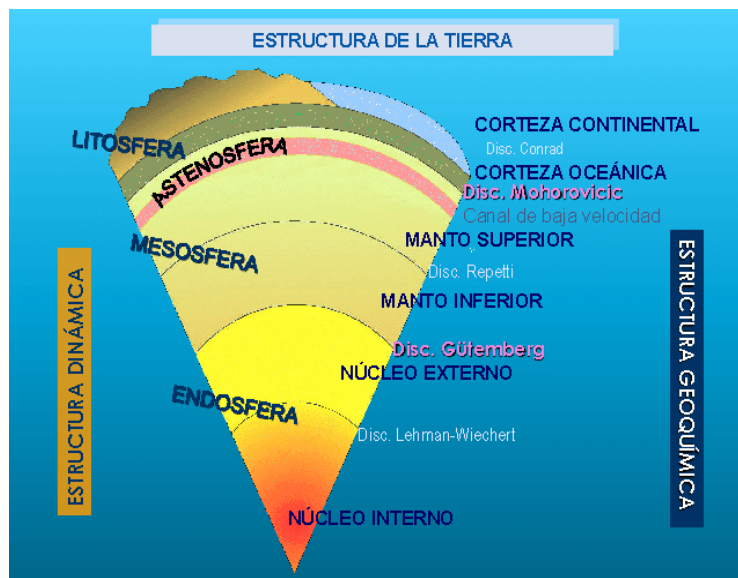 ESTRUCTURA DE LA TIERRA
LITOSFERA
ASTENOSFERA
MESOSFERA
ENDOSFERA
ESTRUCTURA DINÁMICA
CORTEZA CONTINENTAL
Disc. Conrad
CORTEZA OCEÁNICA
Disc. Mohorovicic
Canal de baja velocidad
MANTO SUPERIOR
Disc. Repetti
MANTO INFERIOR
Disc. Gütemberg
NÚCLEO EXTERNO
Disc. Lehman-Wiechert
NÚCLEO INTERNO
ESTRUCTURA GEOQUÍMICA